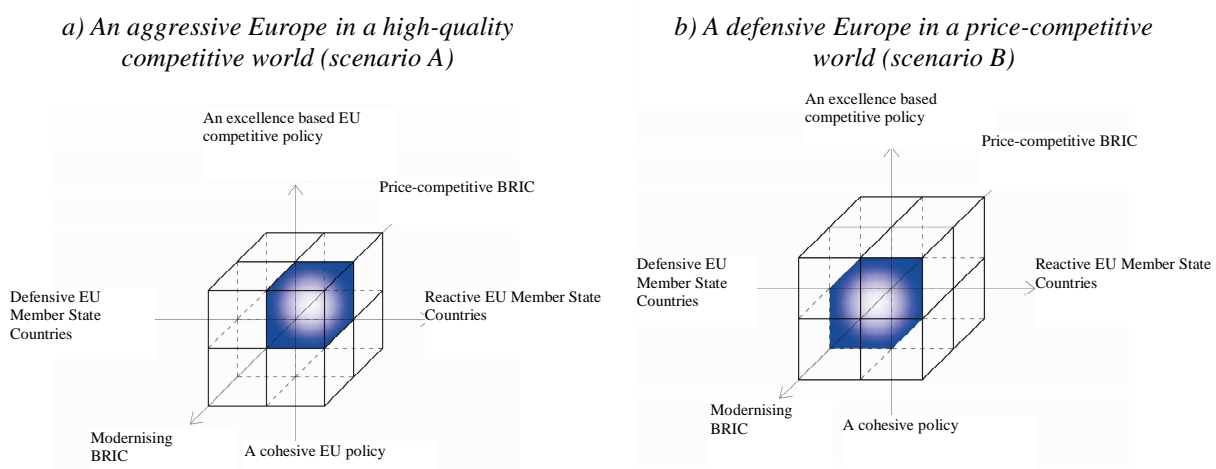 a) An aggressive Europe in a high-quality
competitive world (scenario A)
An excellence based EU
competitive policy
Price-competitive BRIC
Defensive EU
Member State
Countries
Reactive EU Member State
Countries
Modernising
BRIC
A cohesive EU policy
b) A defensive Europe in a price-competitive
world (scenario B)
An excellence based
competitive policy
Price-competitive BRIC
Defensive EU
Member State
Countries
Reactive EU Member State
Countries
Modernising
BRIC
A cohesive policy